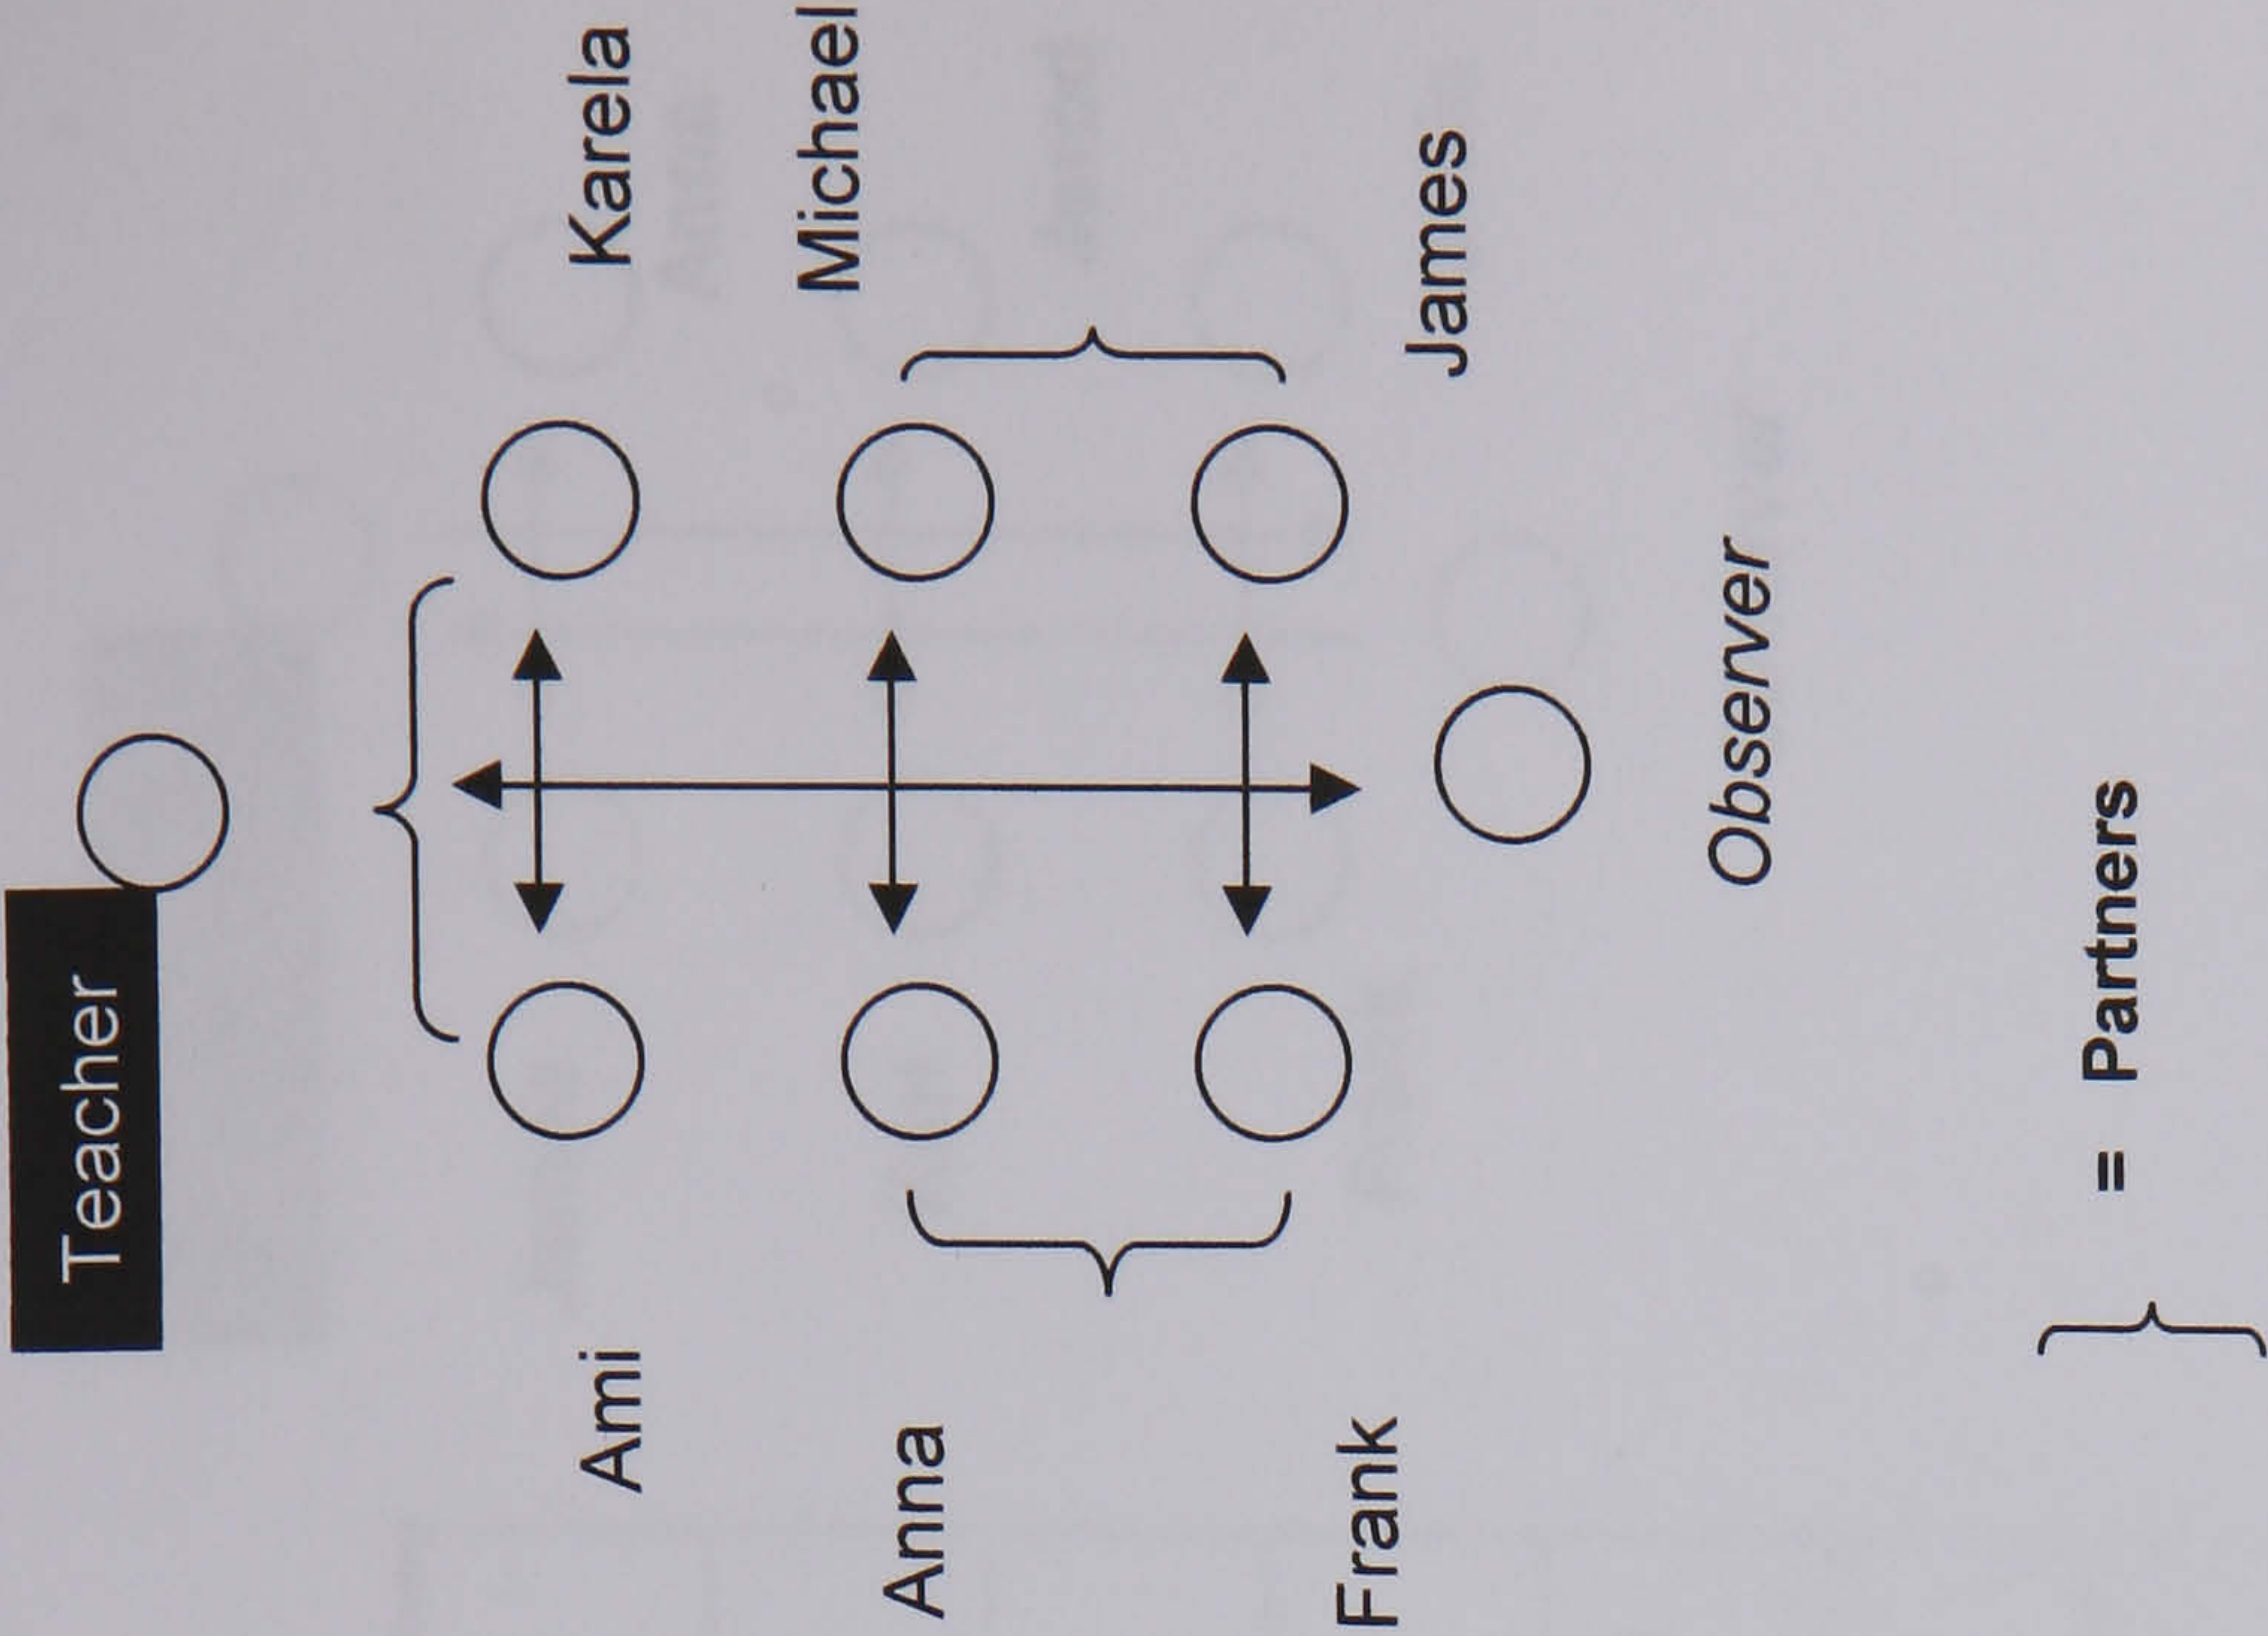 Teacher
Ami
Karela
Anna
Michael
Frank
James
Observer
} = Partners